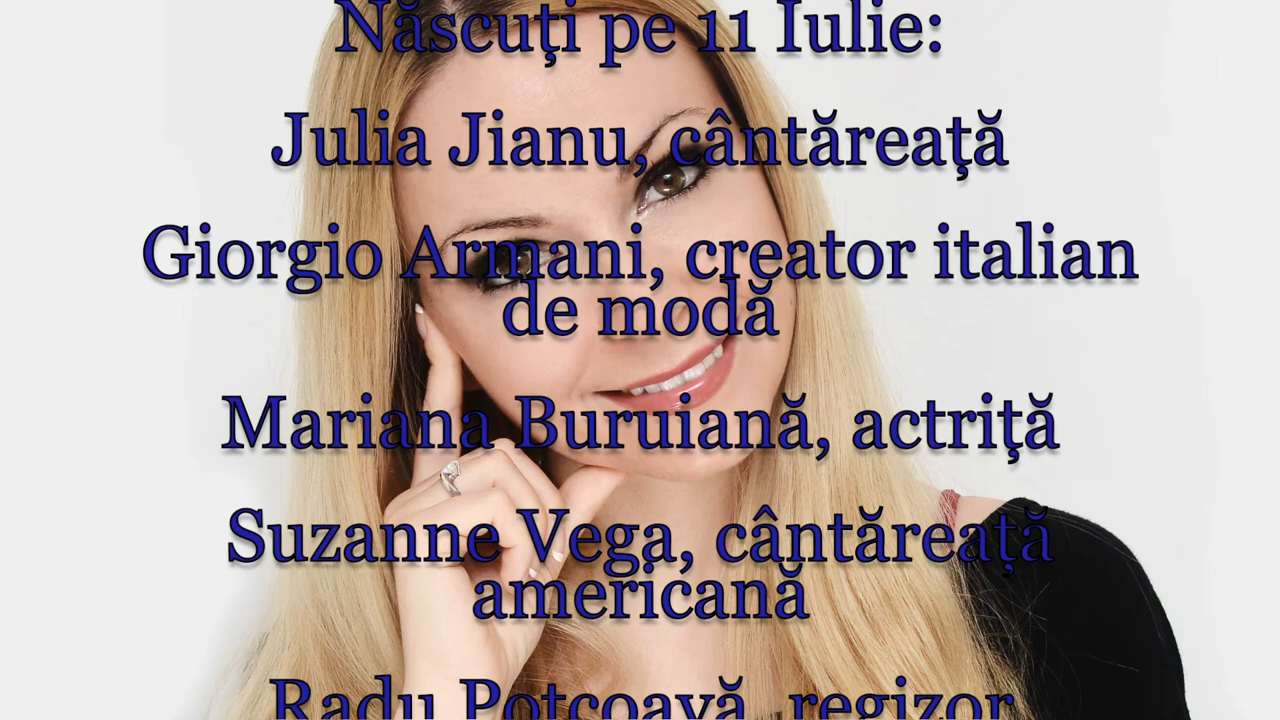 Născuți pe 11 Iulie:
Julia Jianu, cântăreață
Giorgio Armani, creator italian
de modă
Mariana Buruiană, actriță
Suzanne Vega, cântăreață
americană
Radu Potcoavă, regizor